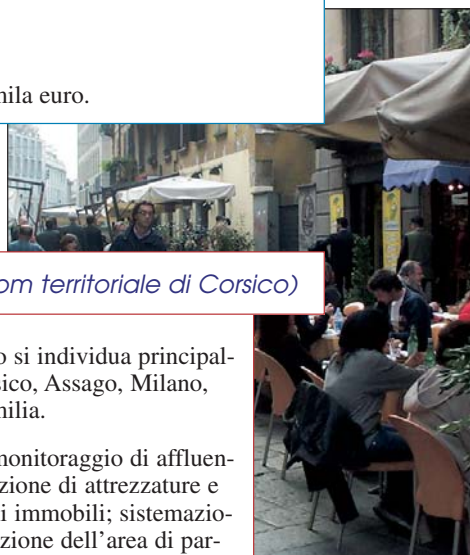 mila euro.
om territoriale di Corsico)
o si individua principal-
sico, Assago, Milano,
milia.
monitoraggio di affluen-
zione di attrezzature e
i immobili; sistemazio-
zione dell'area di par-